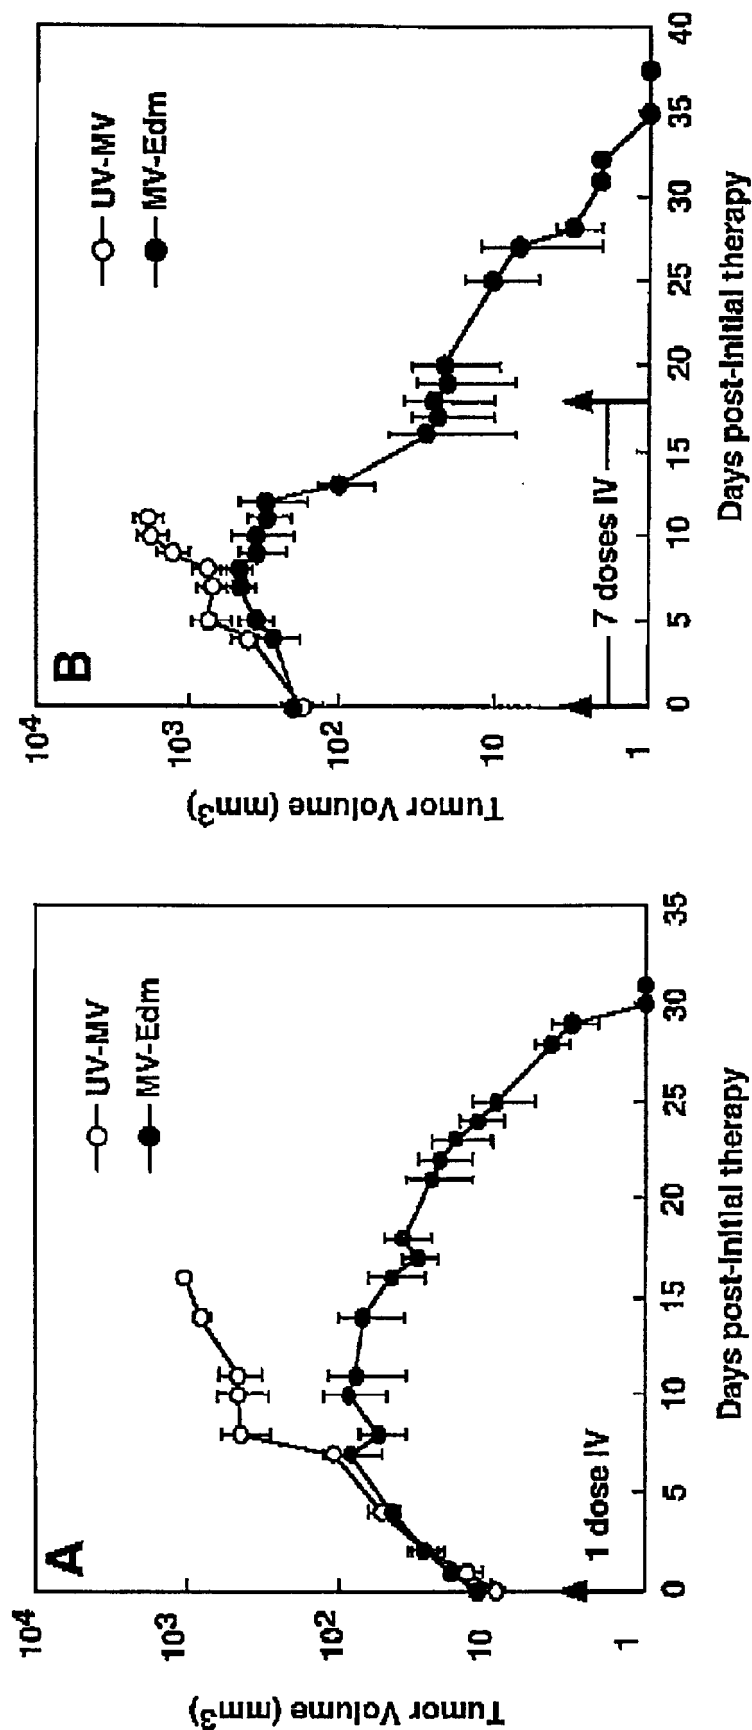 A
Tumor Volume (mm³)
10⁴
10³
10²
10
1
UV-MV
MV-Edm
1 dose IV
0 5 10 15 20 25 30 35
Days post-Initial therapy
B
Tumor Volume (mm³)
10⁴
10³
10²
10
1
UV-MV
MV-Edm
7 doses IV
0 5 10 15 20 25 30 35 40
Days post-Initial therapy